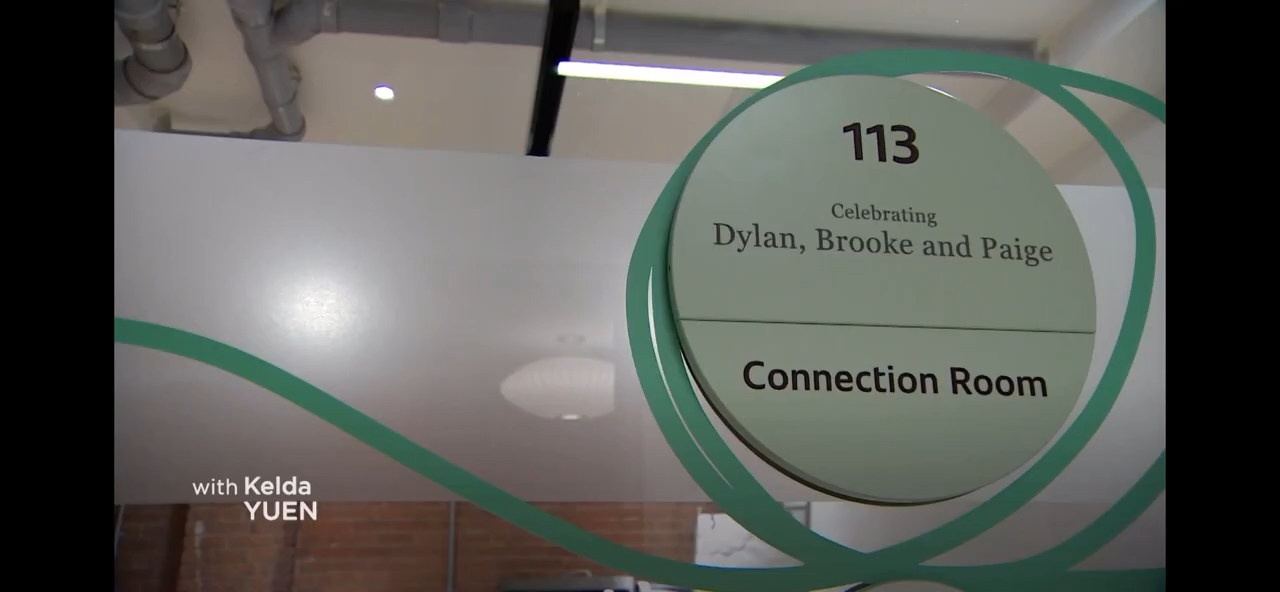 113
Celebrating
Dylan, Brooke and Paige
Connection Room
with Kelda
YUEN